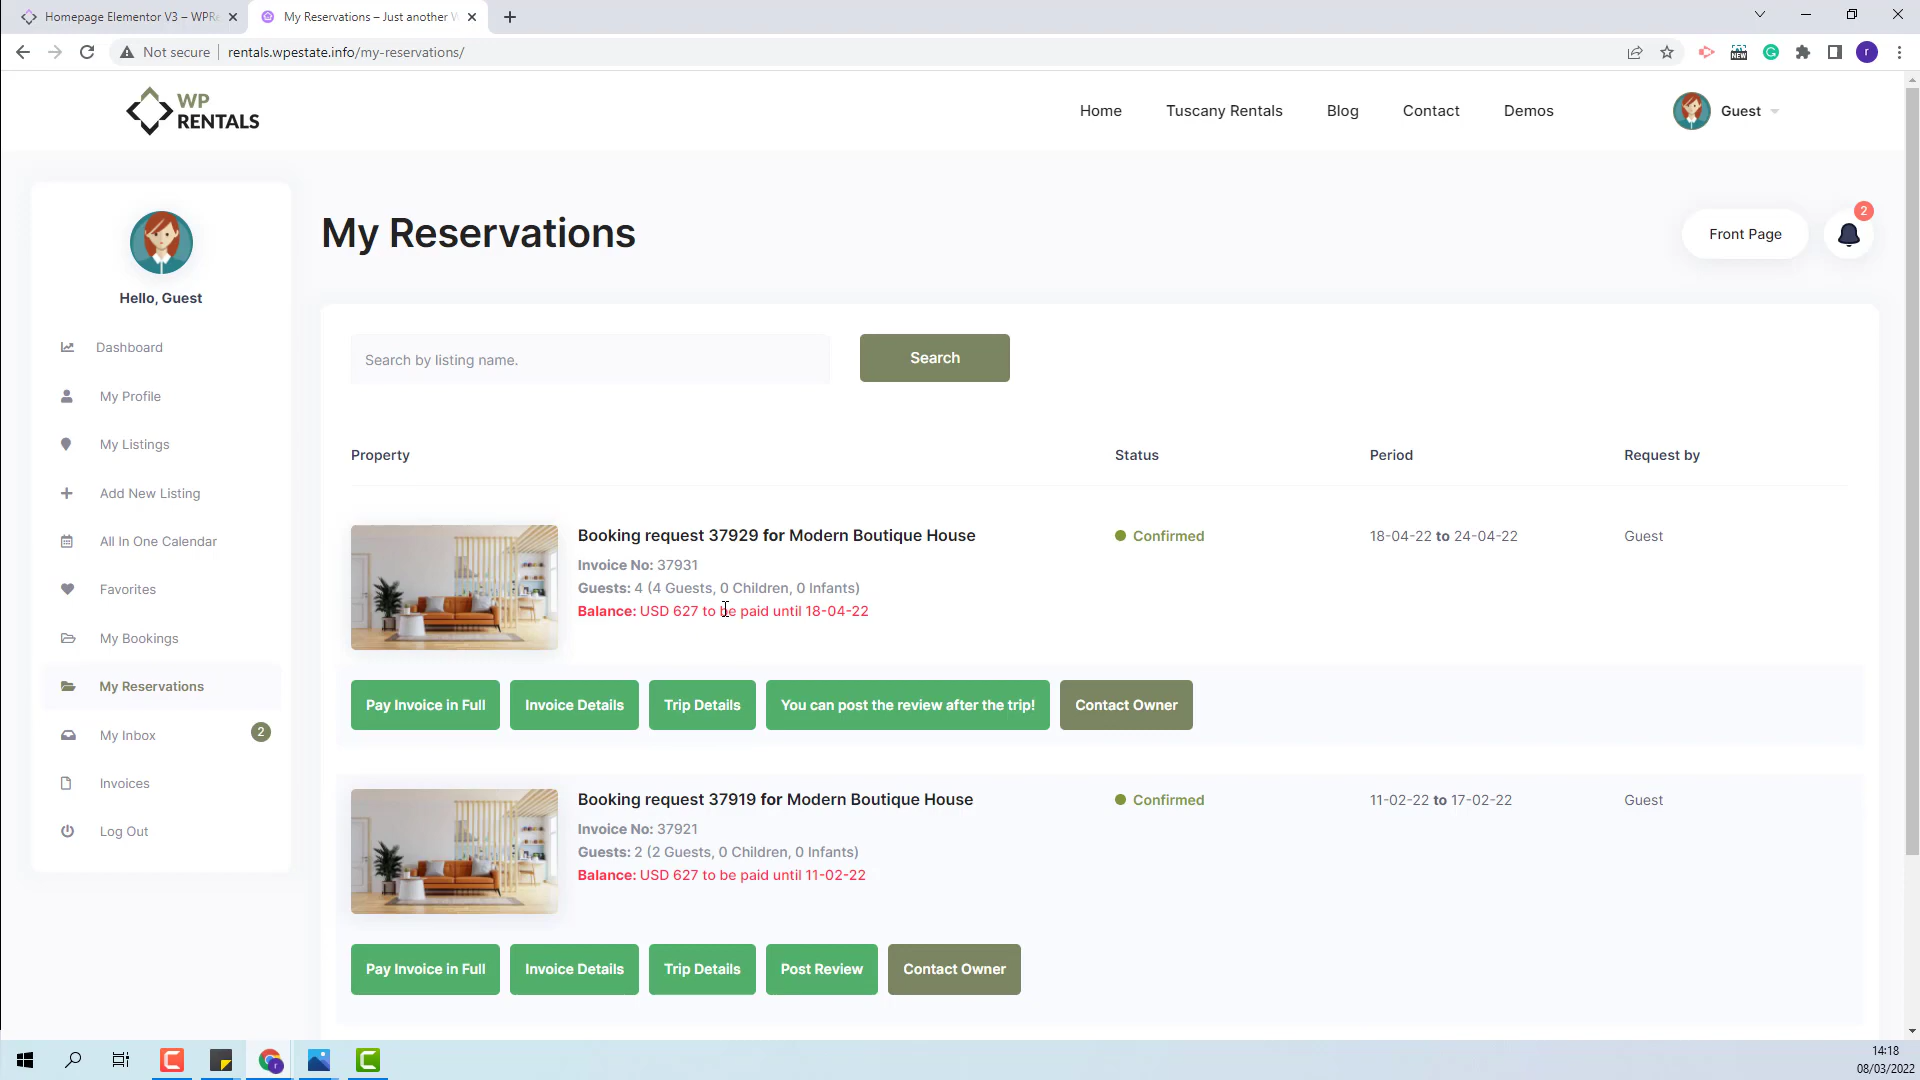 Homepage Elementor V3 – WPRe
My Reservations – Just another W
Not secure
rentals.wpestate.info/my-reservations/
NEW
r
WP
RENTALS
Home
Tuscany Rentals
Blog
Contact
Demos
Guest
Hello, Guest
Dashboard
My Profile
My Listings
Add New Listing
All In One Calendar
Favorites
My Bookings
My Reservations
My Inbox
2
Invoices
Log Out
My Reservations
Front Page
2
Search by listing name.
Search
Property
Status
Period
Request by
Booking request 37929 for Modern Boutique House
Invoice No: 37931
Guests: 4 (4 Guests, 0 Children, 0 Infants)
Balance: USD 627 to be paid until 18-04-22
Confirmed
18-04-22 to 24-04-22
Guest
Pay Invoice in Full
Invoice Details
Trip Details
You can post the review after the trip!
Contact Owner
Booking request 37919 for Modern Boutique House
Invoice No: 37921
Guests: 2 (2 Guests, 0 Children, 0 Infants)
Balance: USD 627 to be paid until 11-02-22
Confirmed
11-02-22 to 17-02-22
Guest
Pay Invoice in Full
Invoice Details
Trip Details
Post Review
Contact Owner
14:18
08/03/2022